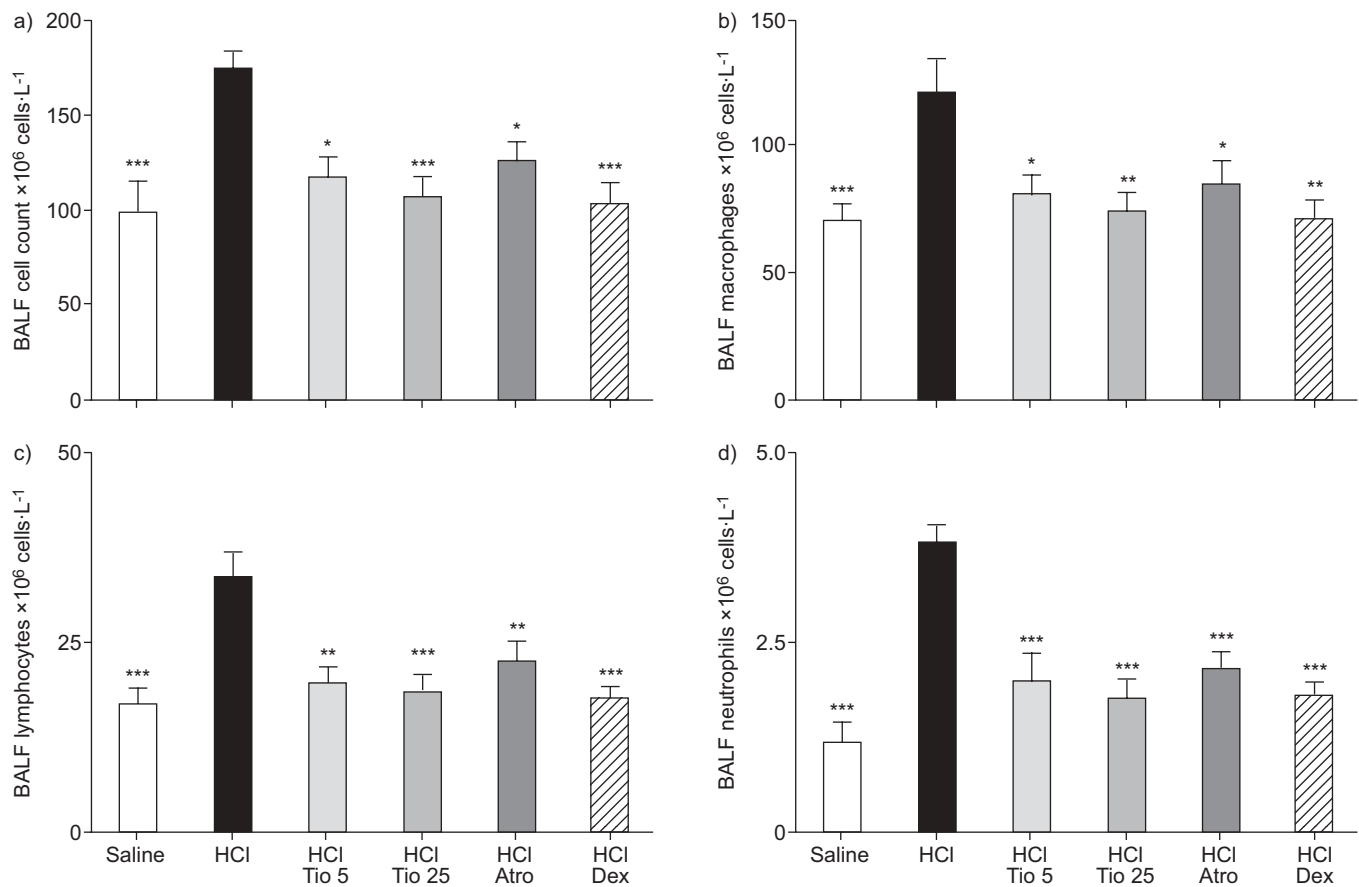 a)
BALF cell count ×10⁶ cells·L⁻¹
200
150
100
50
0
***
*
***
*
***
b)
BALF macrophages ×10⁶ cells·L⁻¹
150
100
50
0
***
*
**
*
**
c)
BALF lymphocytes ×10⁶ cells·L⁻¹
50
25
0
***
**
***
**
***
Saline
HCl
HCl
Tio 5
HCl
Tio 25
HCl
Atro
HCl
Dex
d)
BALF neutrophils ×10⁶ cells·L⁻¹
5.0
2.5
0
***
***
***
***
***
Saline
HCl
HCl
Tio 5
HCl
Tio 25
HCl
Atro
HCl
Dex